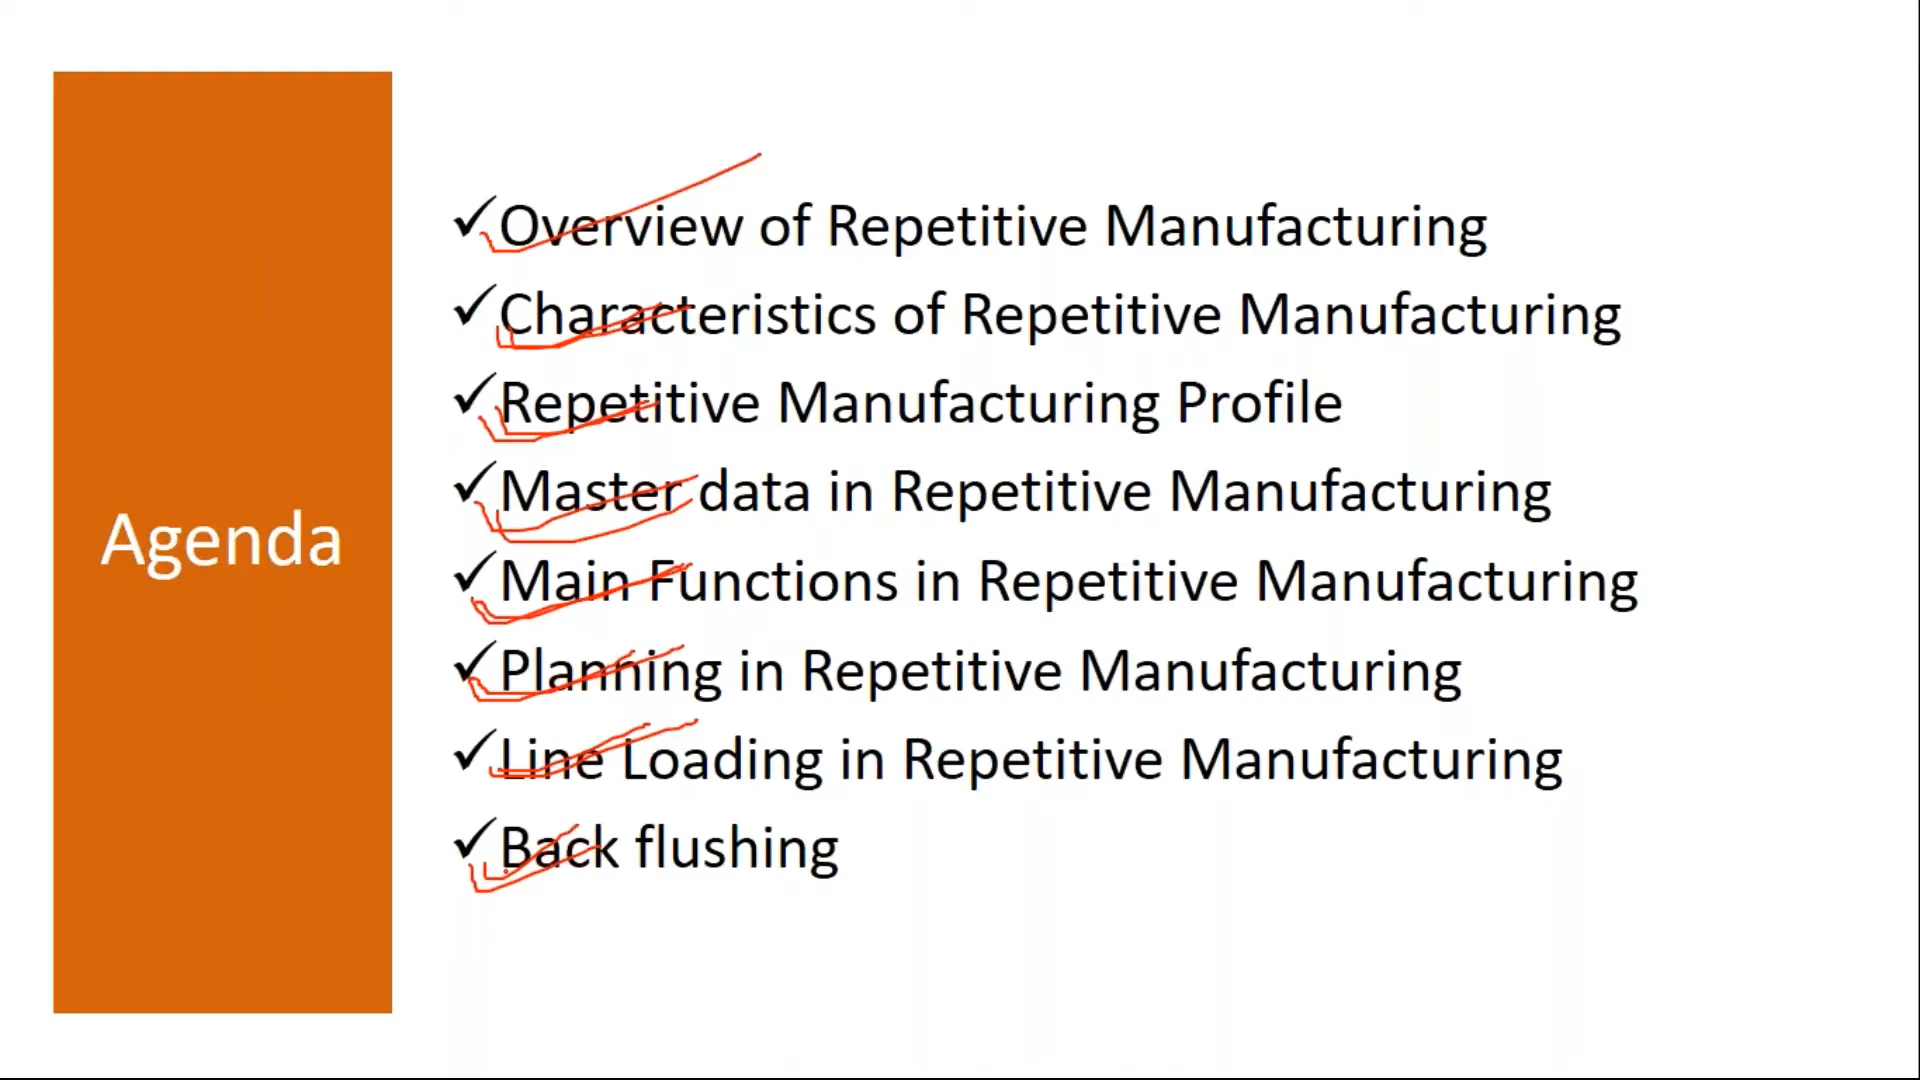 Agenda
✓Overview of Repetitive Manufacturing
✓Characteristics of Repetitive Manufacturing
✓Repetitive Manufacturing Profile
✓Master data in Repetitive Manufacturing
✓Main Functions in Repetitive Manufacturing
✓Planning in Repetitive Manufacturing
✓Line Loading in Repetitive Manufacturing
✓Back flushing